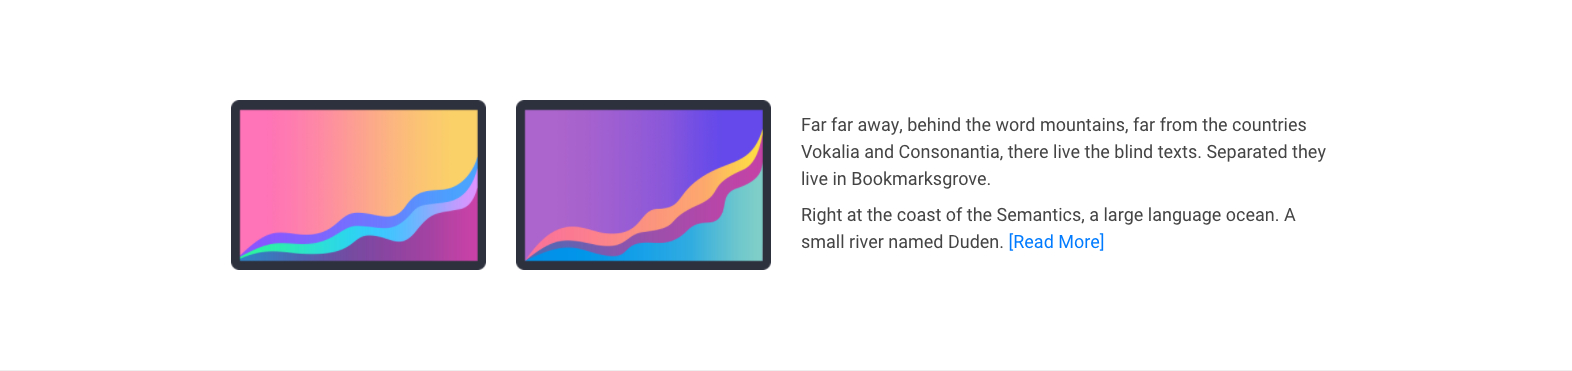 Far far away, behind the word mountains, far from the countries
Vokalia and Consonantia, there live the blind texts. Separated they
live in Bookmarksgrove.
Right at the coast of the Semantics, a large language ocean. A
small river named Duden. [Read More]